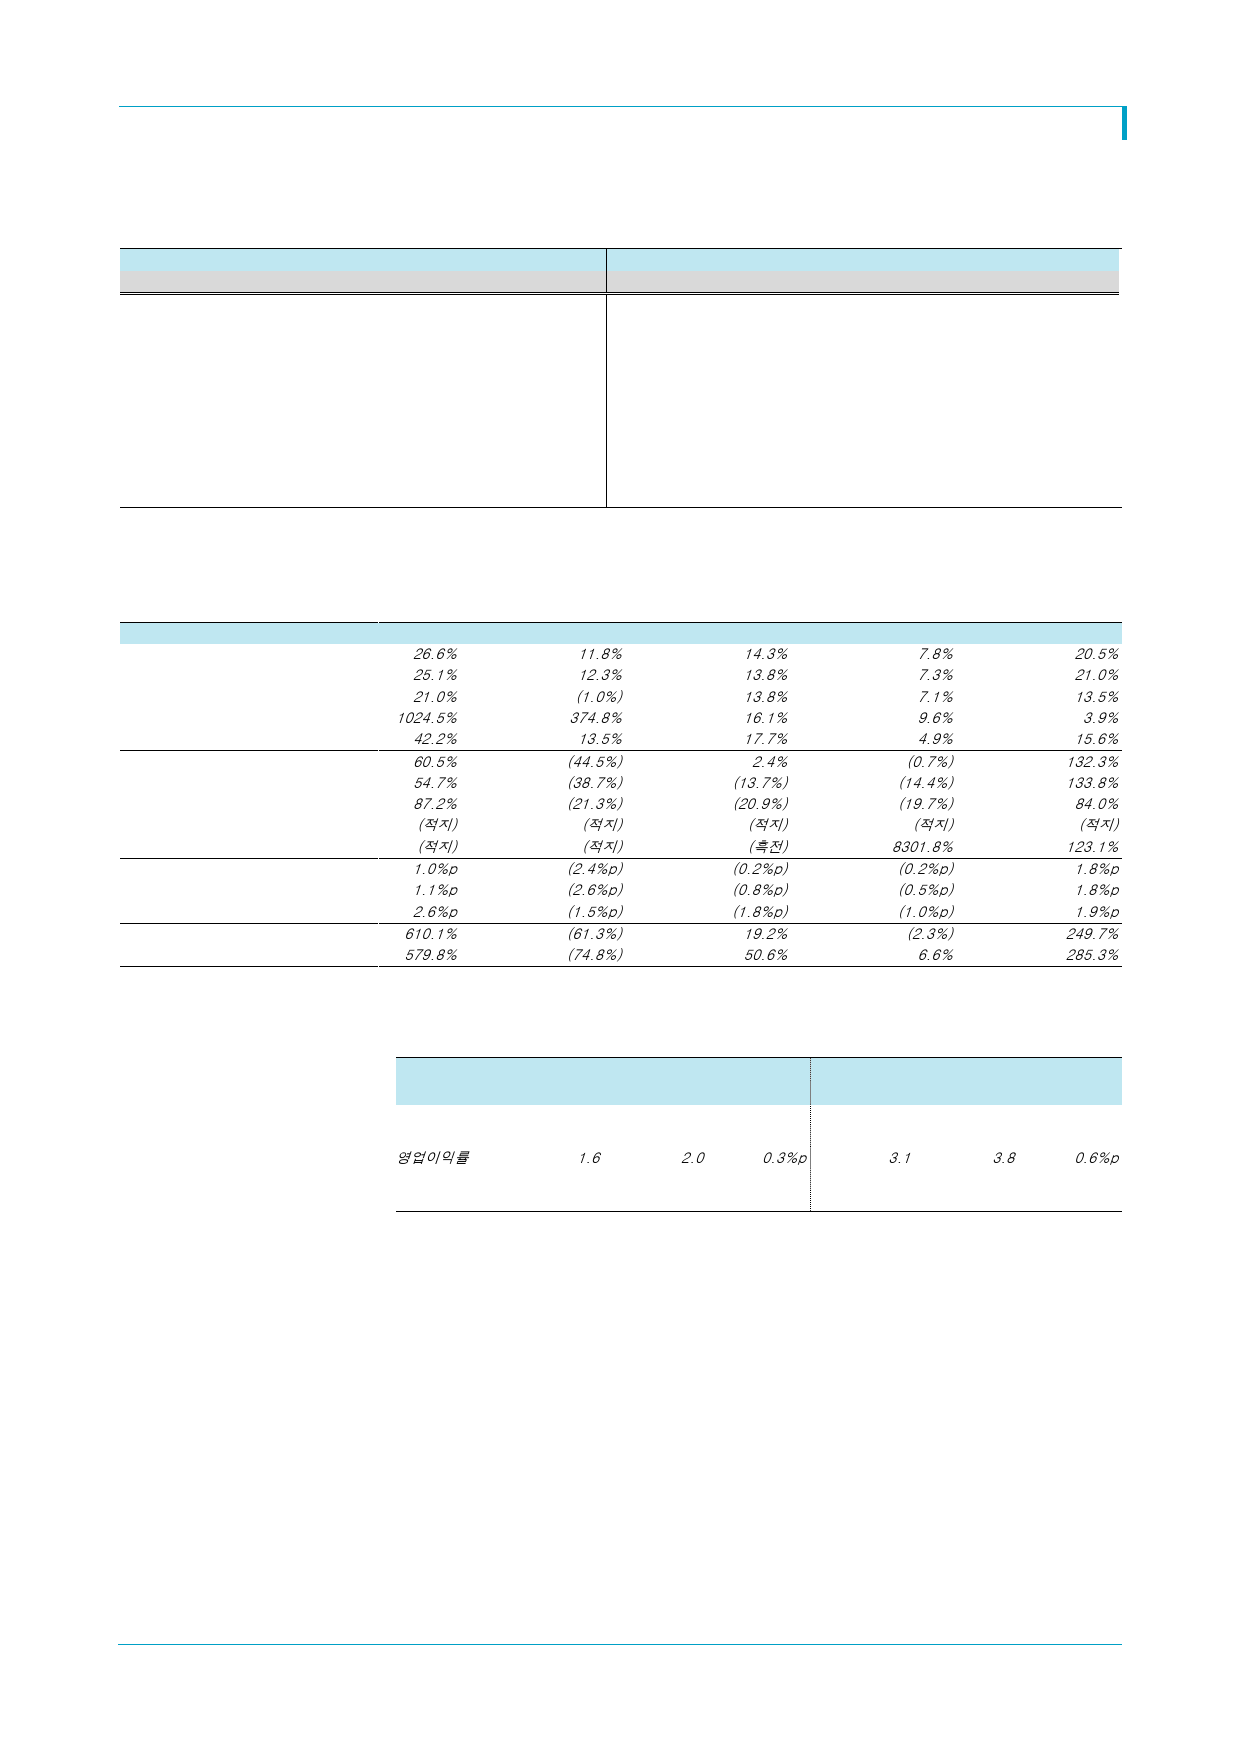 26.6% 11.8% 14.3% 7.8% 20.5%
25.1% 12.3% 13.8% 7.3% 21.0%
21.0% (1.0%) 13.8% 7.1% 13.5%
1024.5% 374.8% 16.1% 9.6% 3.9%
42.2% 13.5% 17.7% 4.9% 15.6%
60.5% (44.5%) 2.4% (0.7%) 132.3%
54.7% (38.7%) (13.7%) (14.4%) 133.8%
87.2% (21.3%) (20.9%) (19.7%) 84.0%
(적지) (적지) (적지) (적지) (적지)
(적지) (적지) (흑전) 8301.8% 123.1%
1.0%p (2.4%p) (0.2%p) (0.2%p) 1.8%p
1.1%p (2.6%p) (0.8%p) (0.5%p) 1.8%p
2.6%p (1.5%p) (1.8%p) (1.0%p) 1.9%p
610.1% (61.3%) 19.2% (2.3%) 249.7%
579.8% (74.8%) 50.6% 6.6% 285.3%
영업이익률 1.6 2.0 0.3%p 3.1 3.8 0.6%p